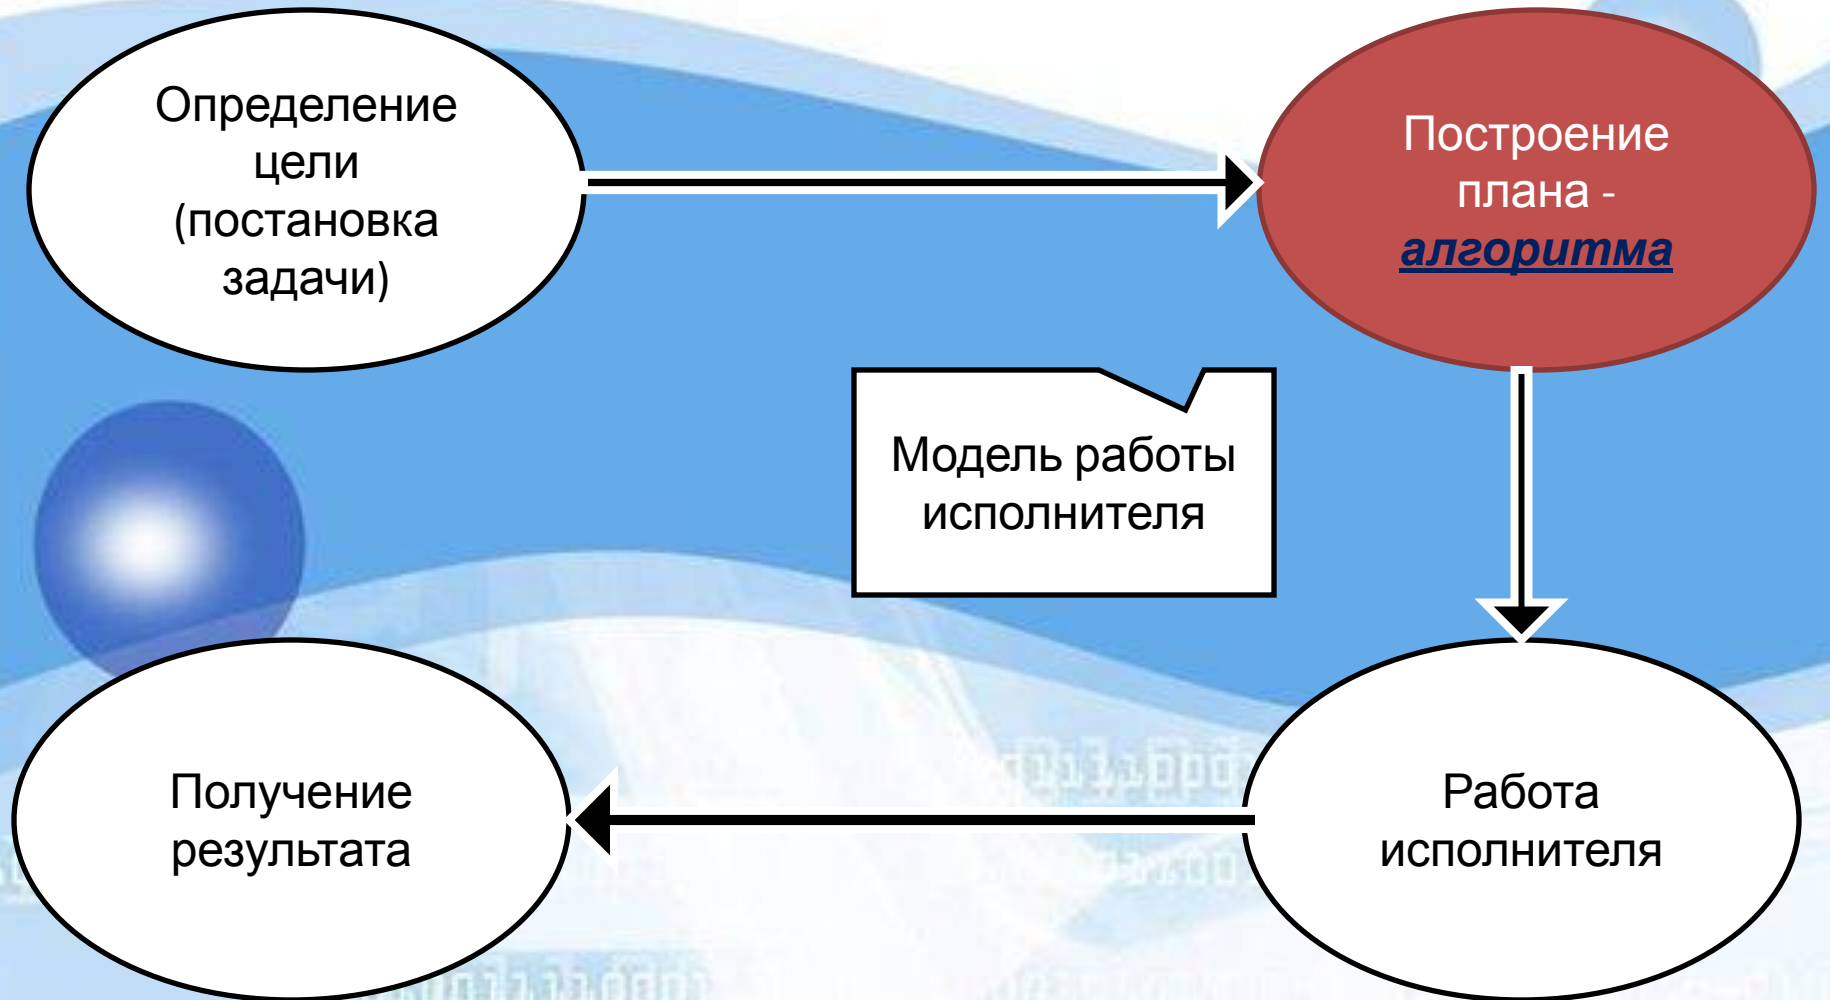 Определение
цели
(постановка
задачи)
Построение
плана -
алгоритма
Модель работы
исполнителя
Получение
результата
Работа
исполнителя